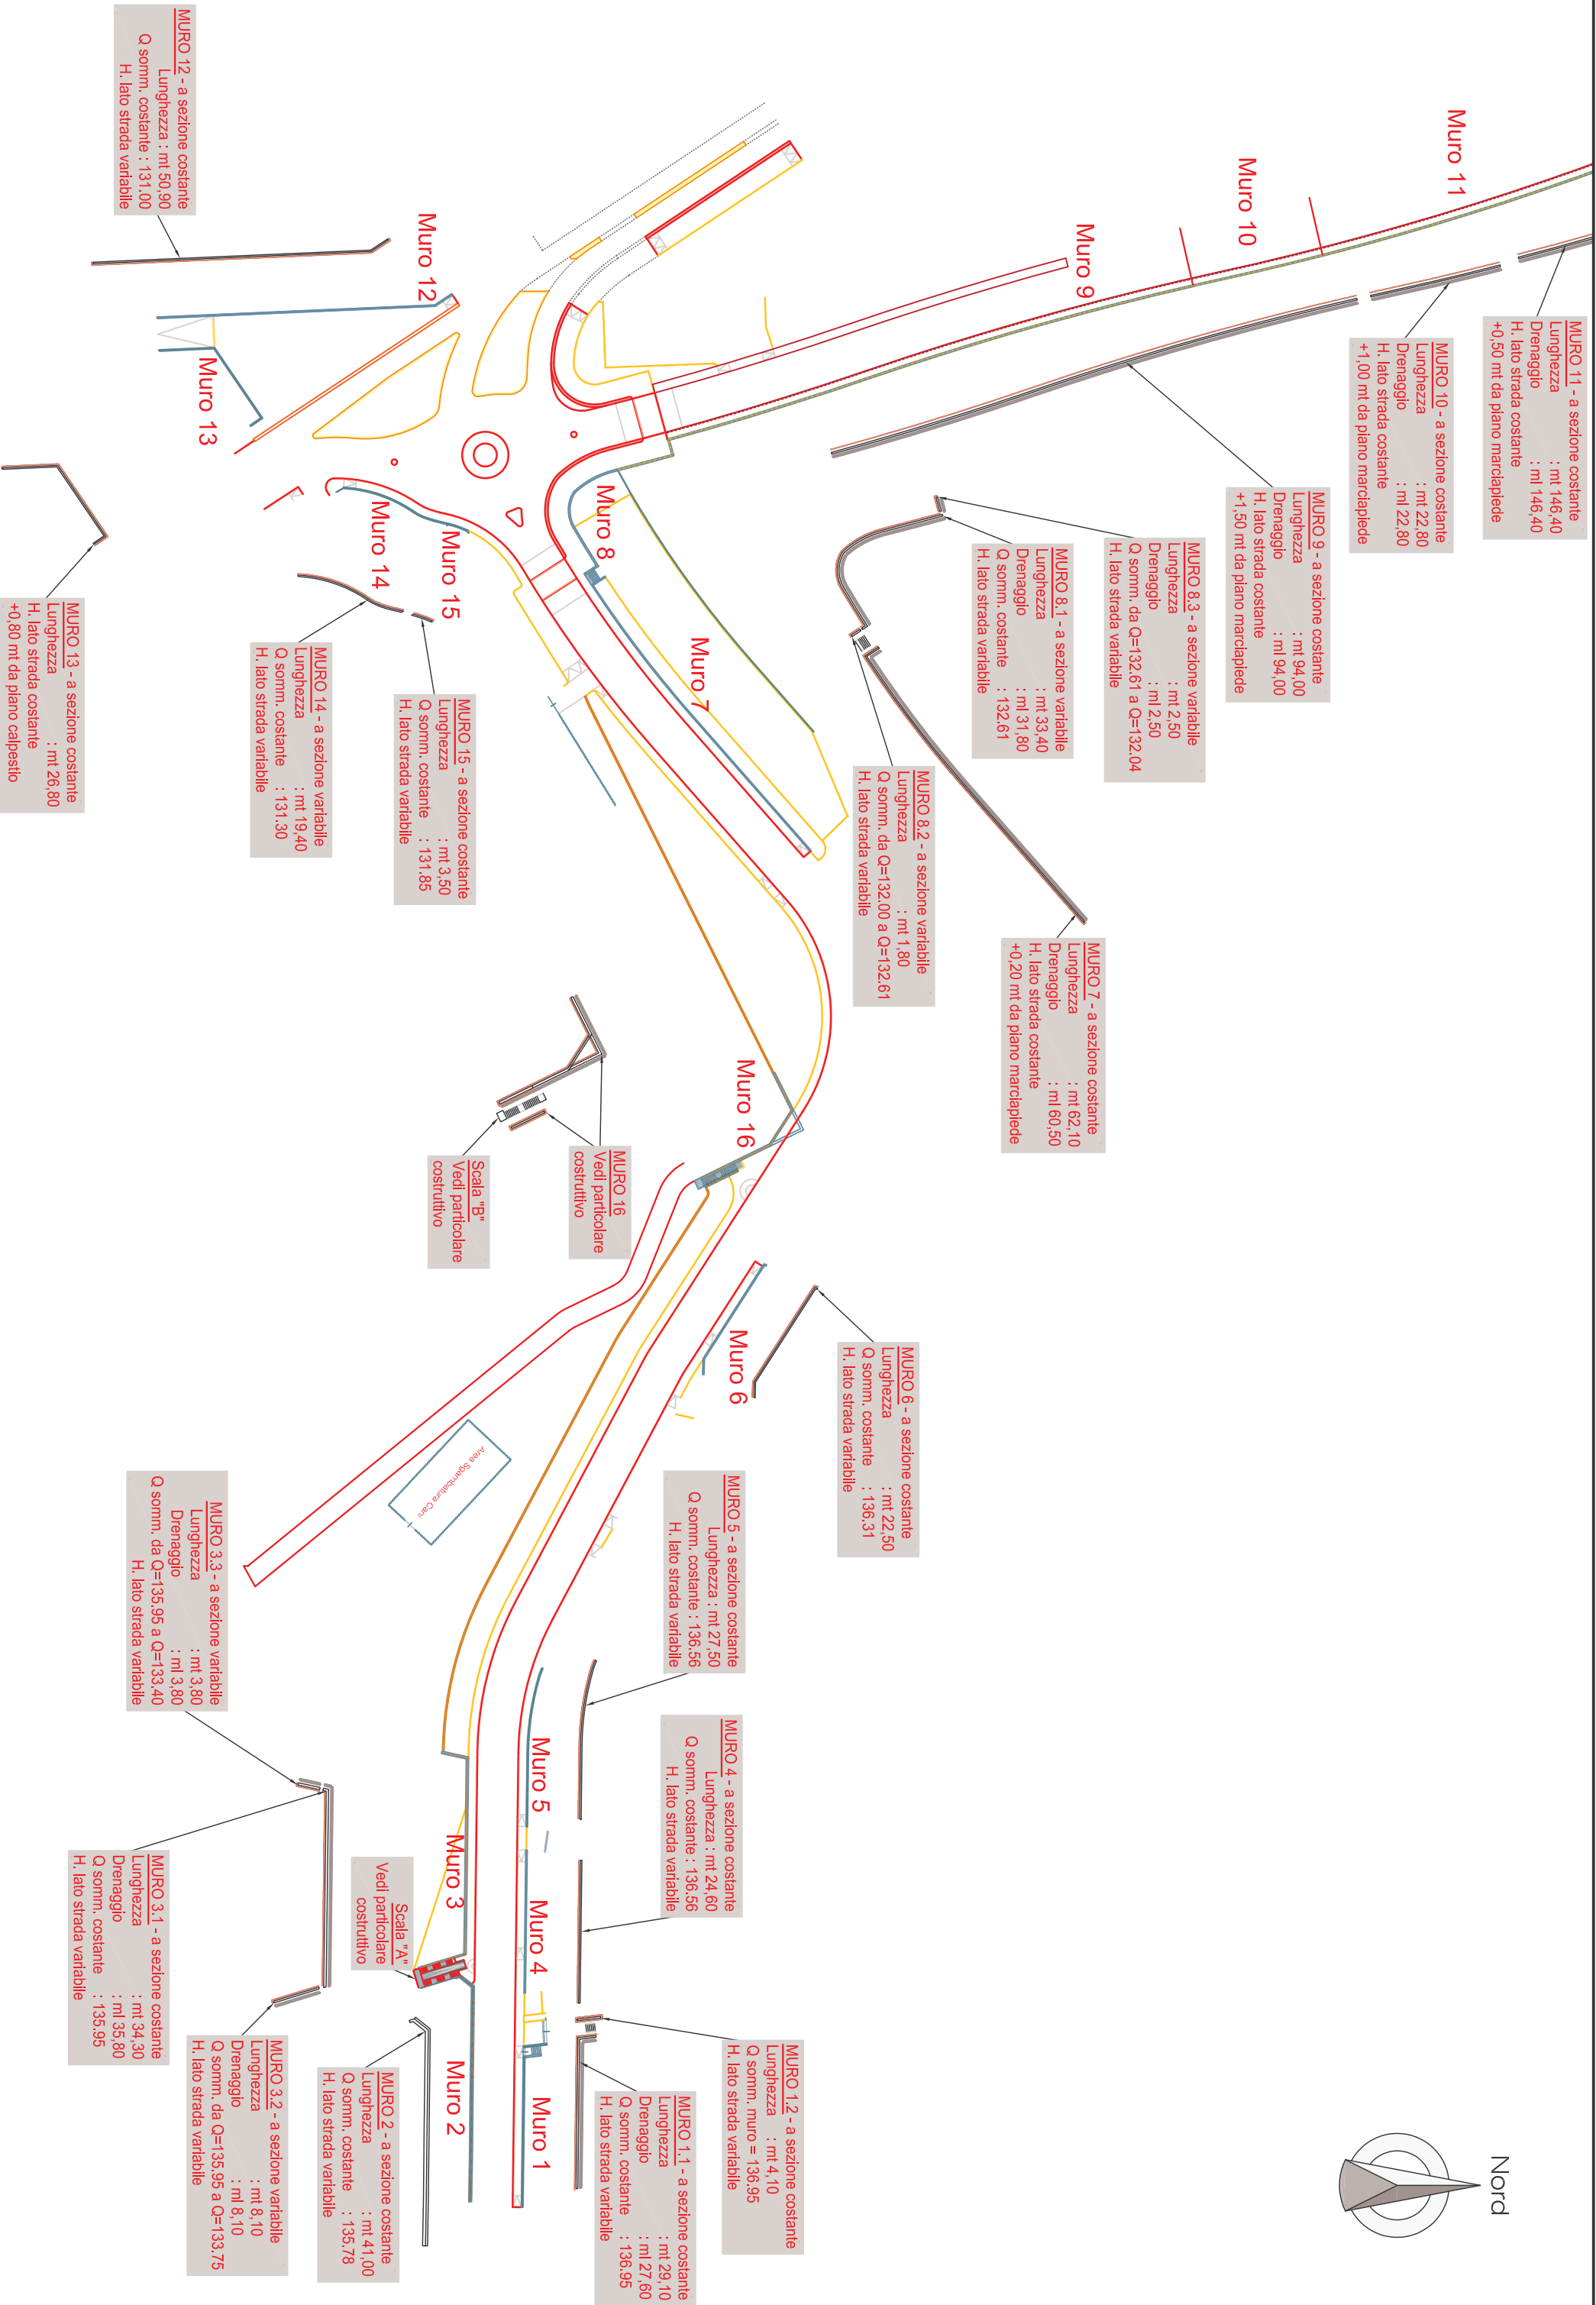 Nord
MURO 11 - a sezione costante
Lunghezza : mt 146,40
Drenaggio : ml 146,40
H. lato strada costante
+0,50 mt da piano marciapiede
MURO 10 - a sezione costante
Lunghezza : mt 22,80
Drenaggio : ml 22,80
H. lato strada costante
+1,00 mt da piano marciapiede
MURO 9 - a sezione costante
Lunghezza : mt 94,00
Drenaggio : ml 94,00
H. lato strada costante
+1,50 mt da piano marciapiede
MURO 8.3 - a sezione variabile
Lunghezza : mt 2,50
Drenaggio : ml 2,50
Q somm. da Q=132.61 a Q=132.04
H. lato strada variabile
MURO 8.1 - a sezione variabile
Lunghezza : mt 33,40
Drenaggio : ml 31,80
Q somm. costante : 132.61
H. lato strada variabile
MURO 8.2 - a sezione variabile
Lunghezza : mt 1,80
Q somm. da Q=132.00 a Q=132.61
H. lato strada variabile
MURO 7 - a sezione costante
Lunghezza : mt 62,10
Drenaggio : ml 60,50
H. lato strada costante
+0,20 mt da piano marciapiede
MURO 6 - a sezione costante
Lunghezza : mt 22,50
Q somm. costante : 136.31
H. lato strada variabile
MURO 5 - a sezione costante
Lunghezza : mt 27,50
Q somm. costante : 136.56
H. lato strada variabile
MURO 4 - a sezione costante
Lunghezza : mt 24,60
Q somm. costante : 136.56
H. lato strada variabile
MURO 1.2 - a sezione costante
Lunghezza : mt 4,10
Q somm. muro = 136.95
H. lato strada variabile
MURO 1.1 - a sezione costante
Lunghezza : mt 29,10
Drenaggio : ml 27,60
Q somm. costante : 136.95
H. lato strada variabile
Muro 11
Muro 10
Muro 9
Muro 8
Muro 7
Muro 16
Muro 6
Muro 5
Muro 4
Muro 1
Muro 12
Muro 13
Muro 14
Muro 15
Muro 3
Muro 2
Area Sgambatura Cani
MURO 12 - a sezione costante
Lunghezza : mt 50,90
Q somm. costante : 131.00
H. lato strada variabile
MURO 13 - a sezione costante
Lunghezza : mt 26,80
H. lato strada costante
+0,80 mt da piano calpestio
MURO 14 - a sezione variabile
Lunghezza : mt 19,40
Q somm. costante : 131.30
H. lato strada variabile
MURO 15 - a sezione costante
Lunghezza : mt 3,50
Q somm. costante : 131.85
H. lato strada variabile
MURO 16
Vedi particolare
costruttivo
Scala "B"
Vedi particolare
costruttivo
MURO 3.3 - a sezione variabile
Lunghezza : mt 3,80
Drenaggio : ml 3,80
Q somm. da Q=135.95 a Q=133.40
H. lato strada variabile
Scala "A"
Vedi particolare
costruttivo
MURO 3.1 - a sezione costante
Lunghezza : mt 34,30
Drenaggio : ml 35,80
Q somm. costante : 135.95
H. lato strada variabile
MURO 3.2 - a sezione variabile
Lunghezza : mt 8,10
Drenaggio : ml 8,10
Q somm. da Q=135.95 a Q=133.75
H. lato strada variabile
MURO 2 - a sezione costante
Lunghezza : mt 41,00
Q somm. costante : 135.78
H. lato strada variabile